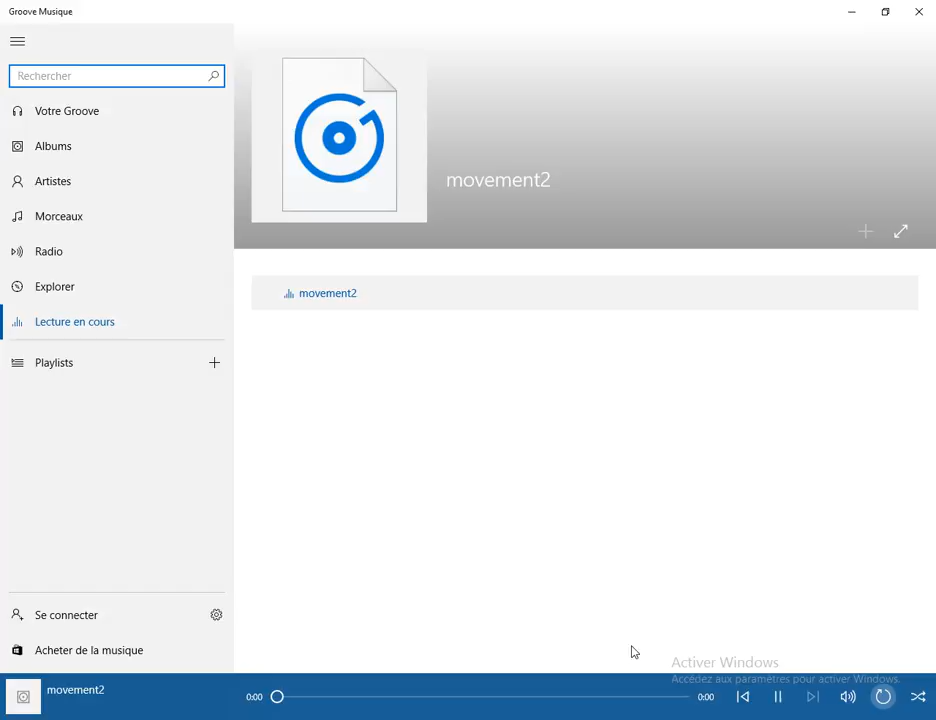 Groove Musique
Rechercher
Votre Groove
Albums
Artistes
Morceaux
Radio
Explorer
Lecture en cours
Playlists
Se connecter
Acheter de la musique
movement2
movement2
Activer Windows
Accédez aux paramètres pour activer Windows.
movement2
0:00
0:00